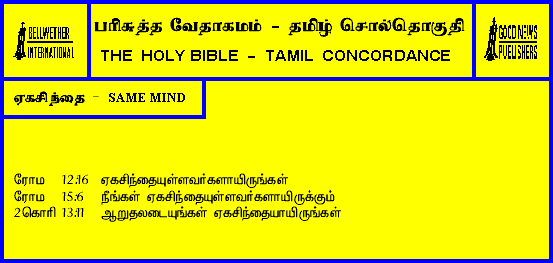 BELLWETHER
INTERNATIONAL
பரிசுத்த வேதாகமம் - தமிழ் சொல்தொகுதி
THE HOLY BIBLE - TAMIL CONCORDANCE
GOOD NEWS
PUBLISHERS
ஏகசிந்தை - SAME MIND
ரோம 12:16 ஏகசிந்தையுள்ளவர்களாயிருங்கள்
ரோம 15:6 நீங்கள் ஏகசிந்தையுள்ளவர்களாயிருக்கும்
2கொரி 13:11 ஆறுதலடையுங்கள் ஏகசிந்தையாயிருங்கள்